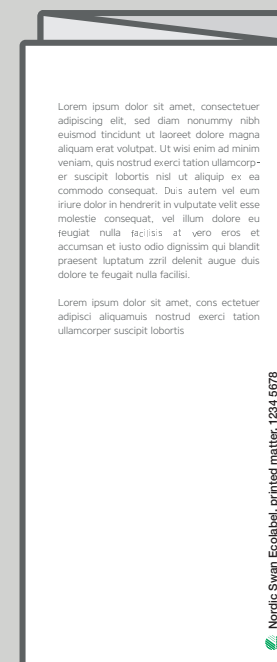 Lorem ipsum dolor sit amet, consectetuer
adipiscing elit, sed diam nonummy nibh
euismod tincidunt ut laoreet dolore magna
aliquam erat volutpat. Ut wisi enim ad minim
veniam, quis nostrud exerci tation ullamcorp-
er suscipit lobortis nisl ut aliquip ex ea
commodo consequat. Duis autem vel eum
iriure dolor in hendrerit in vulputate velit esse
molestie consequat, vel illum dolore eu
feugiat nulla facilisis at vero eros et
accumsan et iusto odio dignissim qui blandit
praesent luptatum zzril delenit augue duis
dolore te feugait nulla facilisi.
Lorem ipsum dolor sit amet, cons ectetuer
adipisci aliquamuis nostrud exerci tation
ullamcorper suscipit lobortis
Nordic Swan Ecolabel, printed matter, 1234 5678